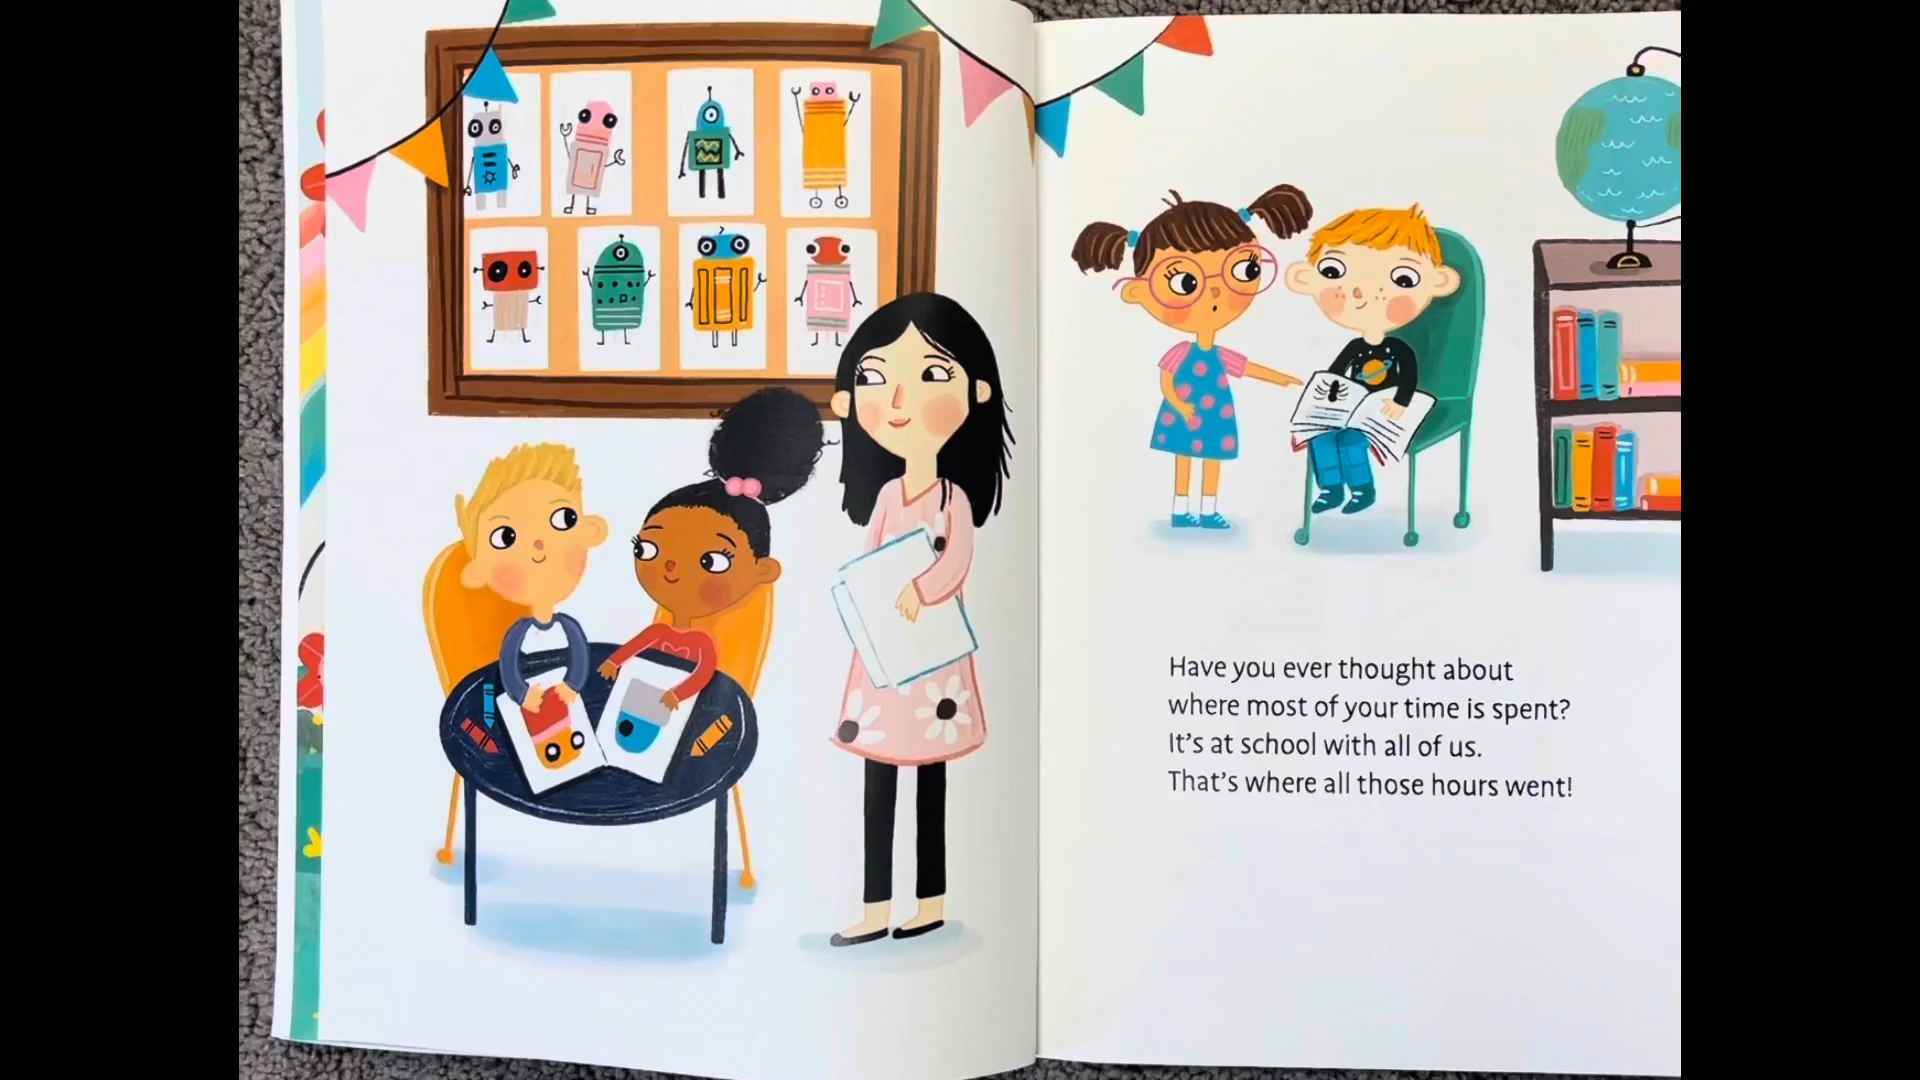 Have you ever thought about
where most of your time is spent?
It's at school with all of us.
That's where all those hours went!